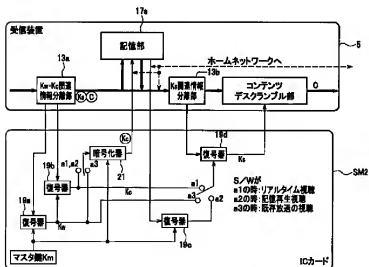 受信装置
17a
記憶部
ホームネットワークへ
5
13a
Kw・Kc関連
情報分離部
Ks
C
13b
Ks関連情報
分離部
コンテンツ
デスクランブル部
C
Kc
19d
復号器
Ks
暗号化器
21
a1,a2
a3
19b
復号器
Kc
a1
a3
a2
S/Wが
a1の時:リアルタイム視聴
a2の時:記憶再生視聴
a3の時:既存放送の視聴
SM2
19a
復号器
Kw
復号器
19c
マスタ鍵Km
ICカード